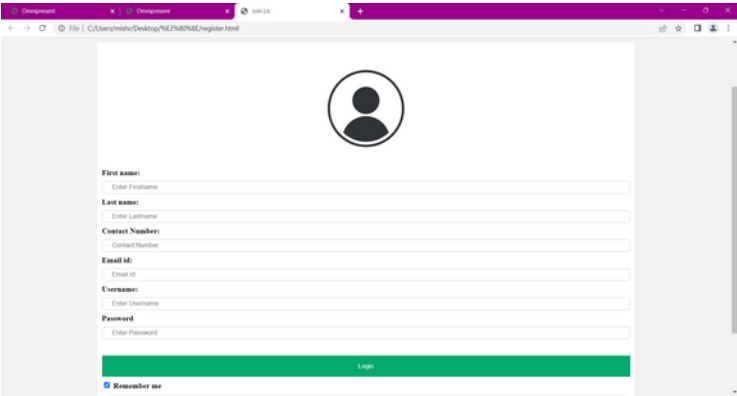 Omnipresent
Omnipresent
Join Us
File C:/Users/mishr/Desktop/%E2%80%8E/register.html
First name:
Enter Firstname
Last name:
Enter Lastname
Contact Number:
Contact Number
Email id:
Email id
Username:
Enter Username
Password
Enter Password
Login
Remember me